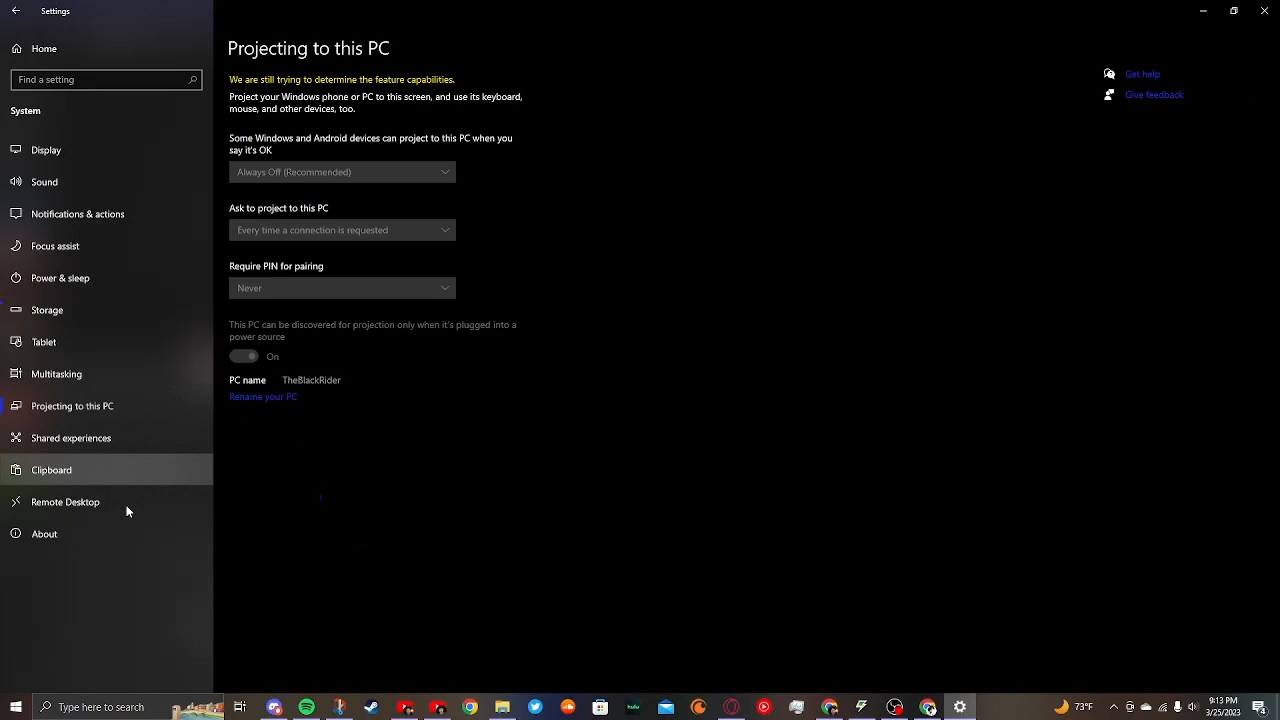 Settings
Home
Find a setting
System
Display
Sound
Notifications & actions
Focus assist
Power & sleep
Storage
Tablet
Multitasking
Projecting to this PC
Shared experiences
Clipboard
Remote Desktop
About
Projecting to this PC
We are still trying to determine the feature capabilities.
Project your Windows phone or PC to this screen, and use its keyboard,
mouse, and other devices, too.
Some Windows and Android devices can project to this PC when you
say it's OK
Always Off (Recommended)
Ask to project to this PC
Every time a connection is requested
Require PIN for pairing
Never
This PC can be discovered for projection only when it's plugged into a
power source
On
PC name TheBlackRider
Rename your PC
Get help
Give feedback
Type here to search
hulu
72°F
9:13 PM
3/25/2023